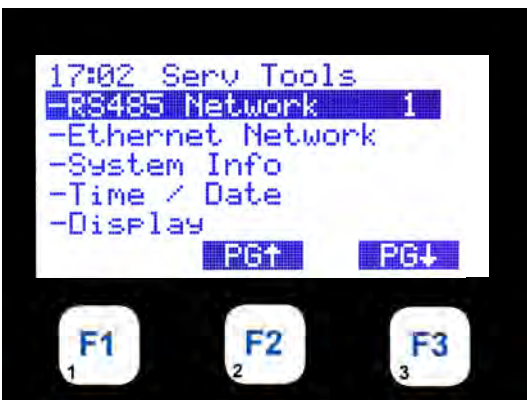 17:02 Serv Tools
-RS485 Network 1
-Ethernet Network
-System Info
-Time / Date
-Display
PG↑ PG↓
F1 F2 F3
1 2 3